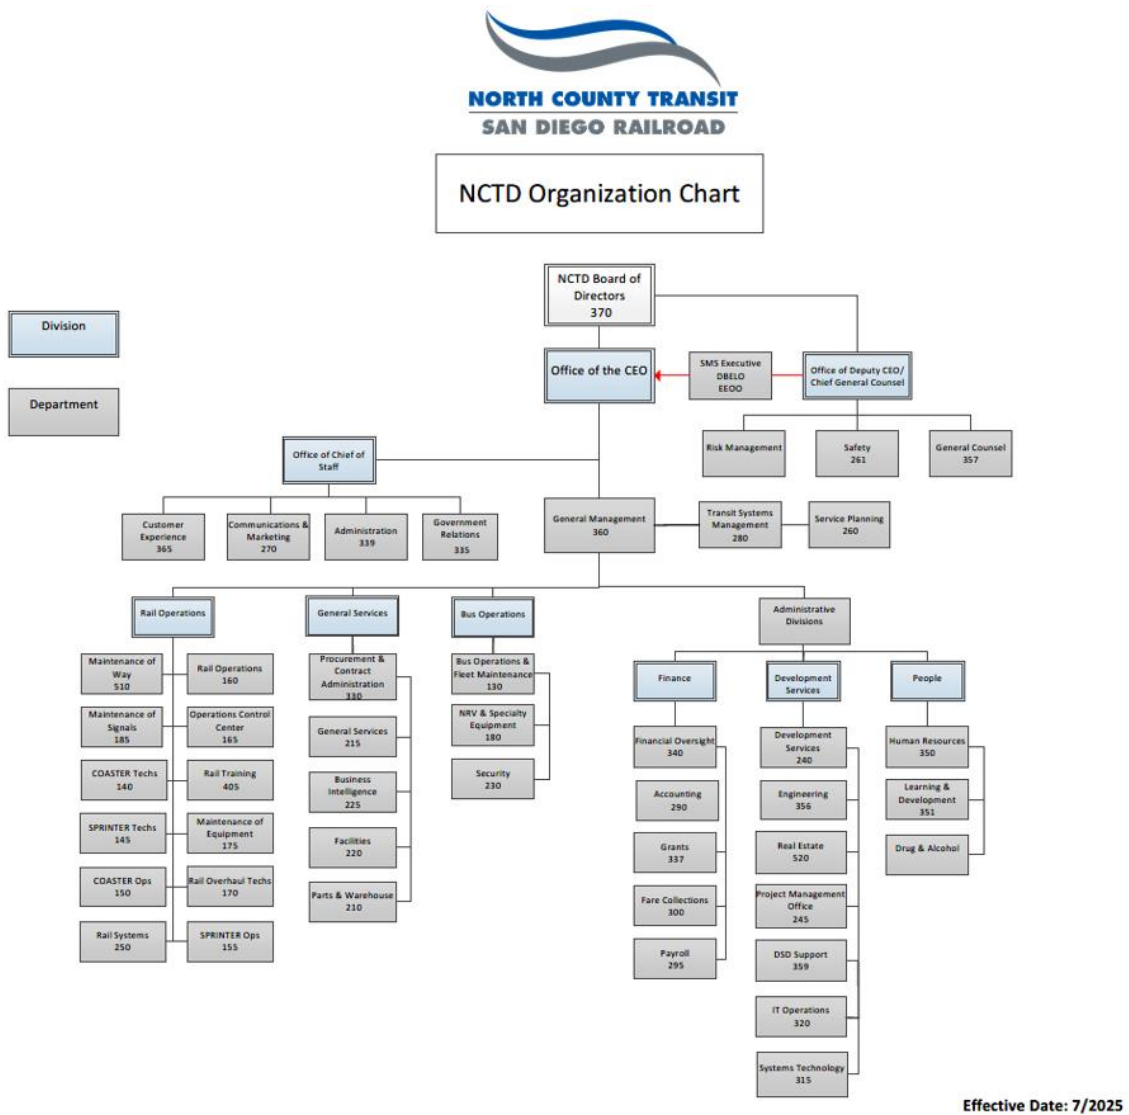 NORTH COUNTY TRANSIT
SAN DIEGO RAILROAD
NCTD Organization Chart
NCTD Board of
Directors
370
Division
Department
Office of the CEO
SMS Executive
DBELO
EEOO
Office of Deputy CEO/
Chief General Counsel
Risk Management
Safety
261
General Counsel
357
Office of Chief of
Staff
Customer
Experience
365
Communications &
Marketing
270
Administration
339
Government
Relations
335
General Management
360
Transit Systems
Management
280
Service Planning
260
Rail Operations
General Services
Bus Operations
Administrative
Divisions
Maintenance of
Way
510
Rail Operations
160
Maintenance of
Signals
185
Operations Control
Center
165
COASTER Techs
140
Rail Training
405
SPRINTER Techs
145
Maintenance of
Equipment
175
COASTER Ops
150
Rail Overhaul Techs
170
Rail Systems
250
SPRINTER Ops
155
Procurement &
Contract
Administration
330
General Services
215
Business
Intelligence
225
Facilities
220
Parts & Warehouse
210
Bus Operations &
Fleet Maintenance
130
NRV & Specialty
Equipment
180
Security
230
Finance
Development
Services
People
Financial Oversight
340
Accounting
290
Grants
337
Fare Collections
300
Payroll
295
Development
Services
240
Engineering
356
Real Estate
520
Project Management
Office
245
DSD Support
359
IT Operations
320
Systems Technology
315
Human Resources
350
Learning &
Development
351
Drug & Alcohol
Effective Date: 7/2025